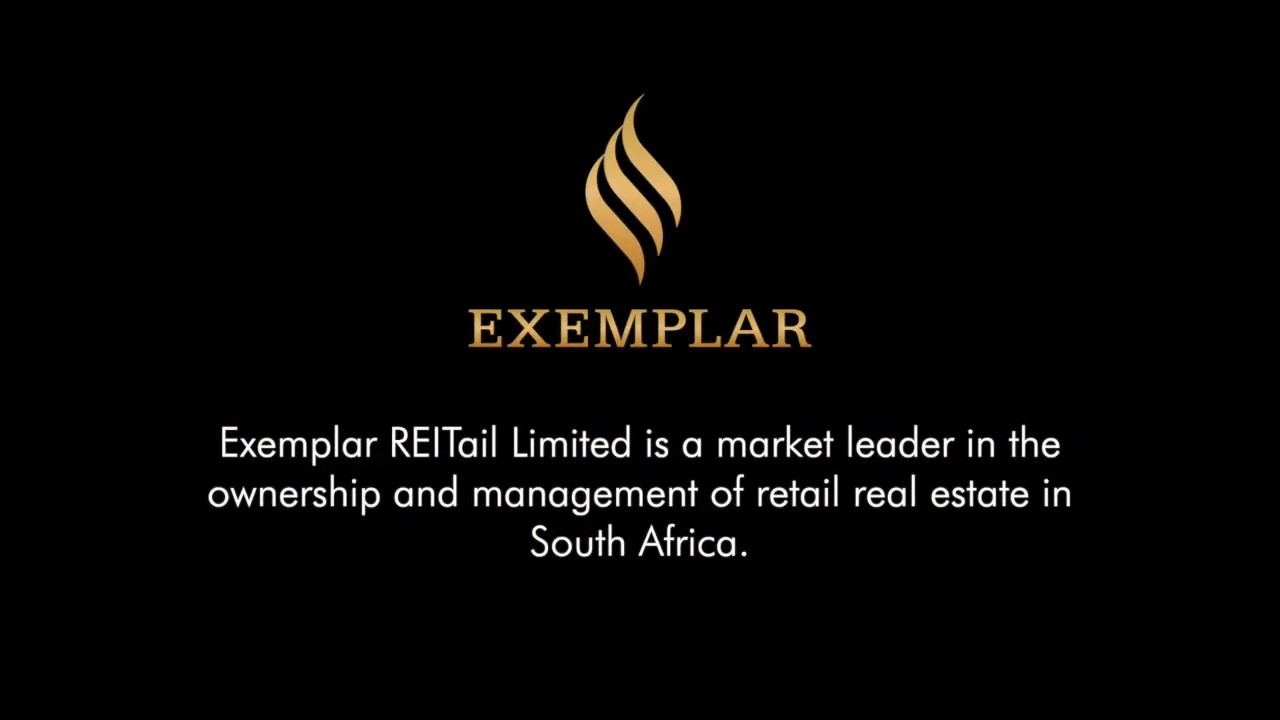 EXEMPLAR
Exemplar REITail Limited is a market leader in the
ownership and management of retail real estate in
South Africa.